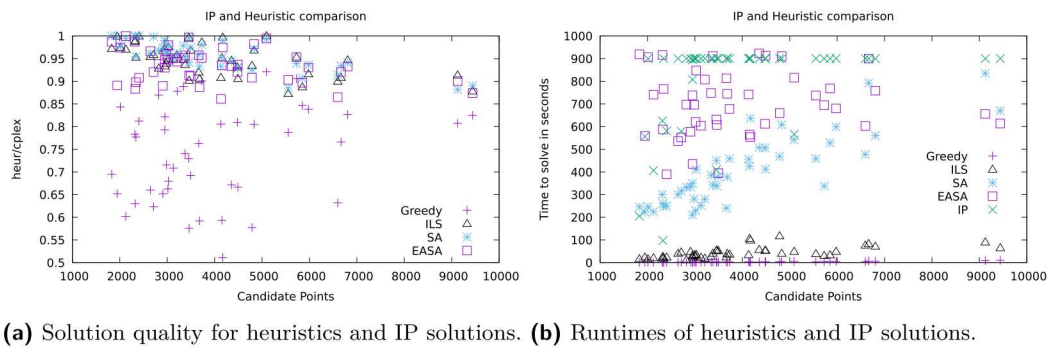 IP and Heuristic comparison
heur/cplex
1
0.95
0.9
0.85
0.8
0.75
0.7
0.65
0.6
0.55
0.5
Greedy
ILS
SA
EASA
1000 2000 3000 4000 5000 6000 7000 8000 9000 10000
Candidate Points
IP and Heuristic comparison
Time to solve in seconds
1000
900
800
700
600
500
400
300
200
100
0
Greedy
ILS
SA
EASA
IP
1000 2000 3000 4000 5000 6000 7000 8000 9000 10000
Candidate Points
(a) Solution quality for heuristics and IP solutions.
(b) Runtimes of heuristics and IP solutions.